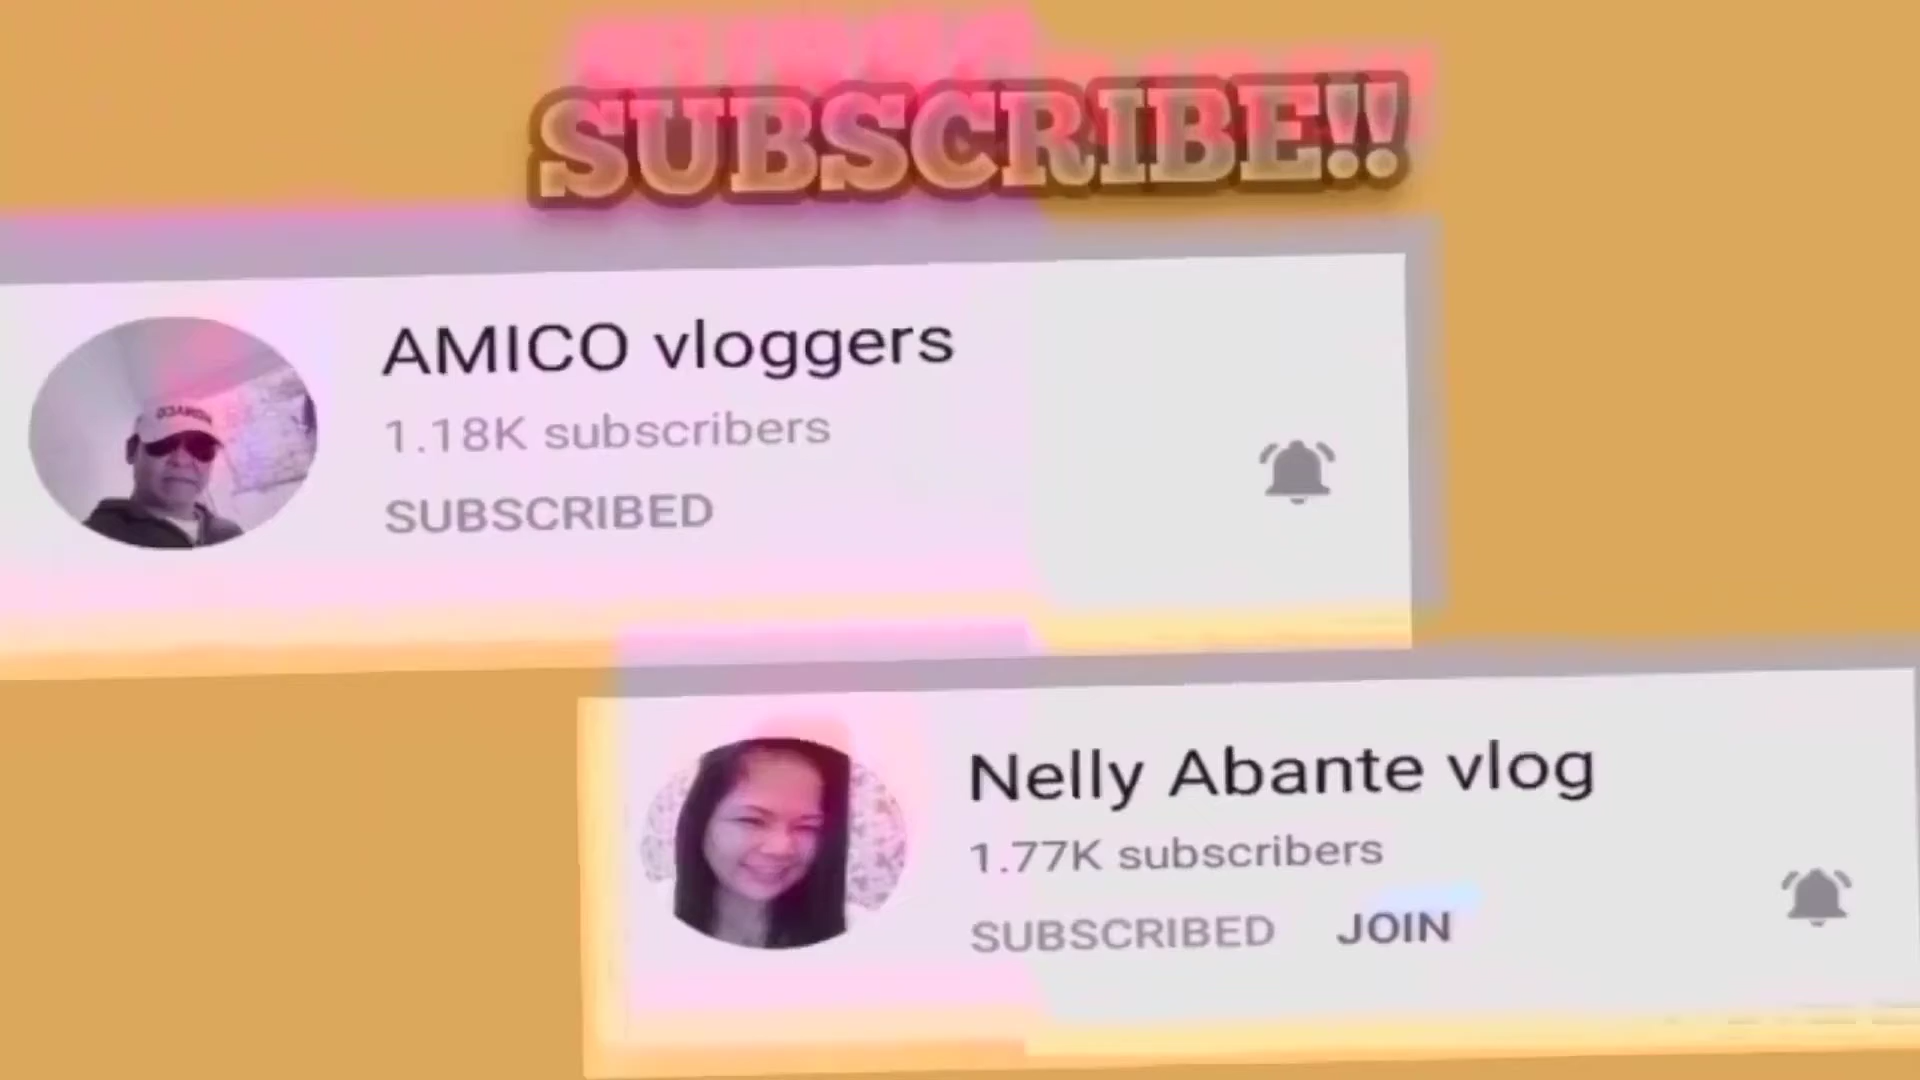 SUBSCRIBE!!
AMICO vloggers
1.18K subscribers
SUBSCRIBED
Nelly Abante vlog
1.77K subscribers
SUBSCRIBED JOIN